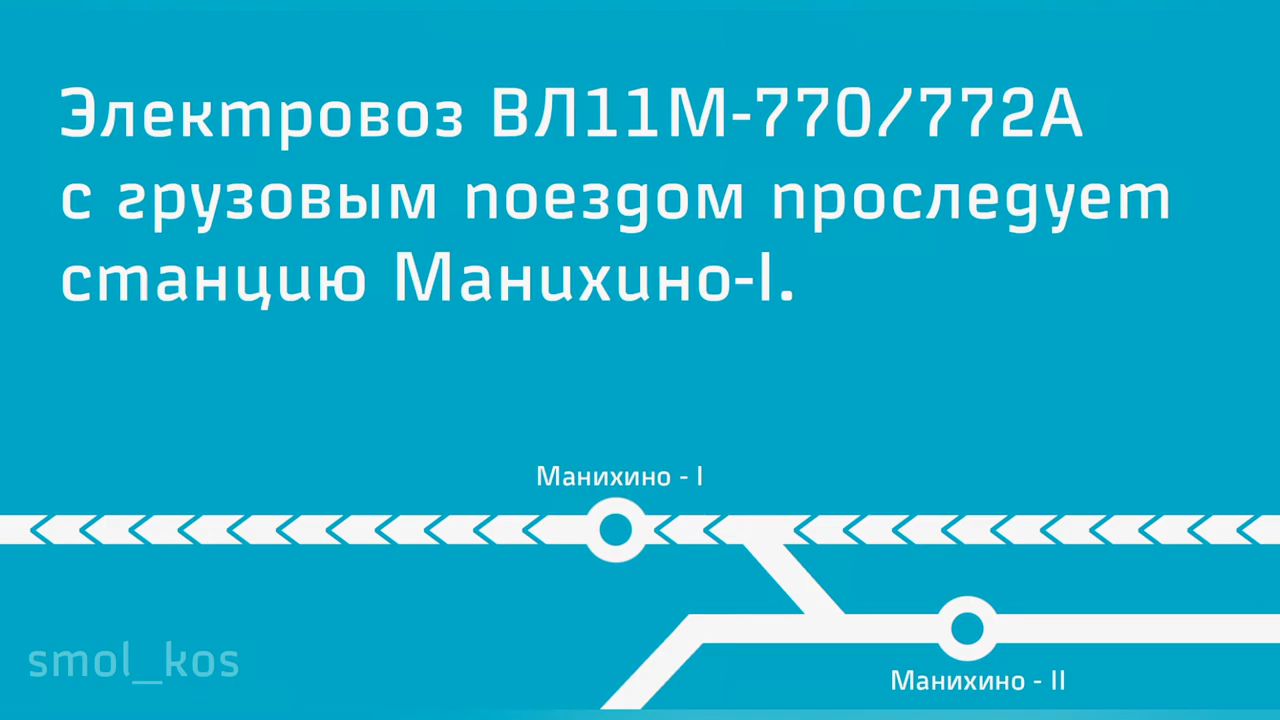 Электровоз ВЛ11М-770/772А
с грузовым поездом проследует
станцию Манихино-I.
Манихино - I
smol_kos
Манихино - II